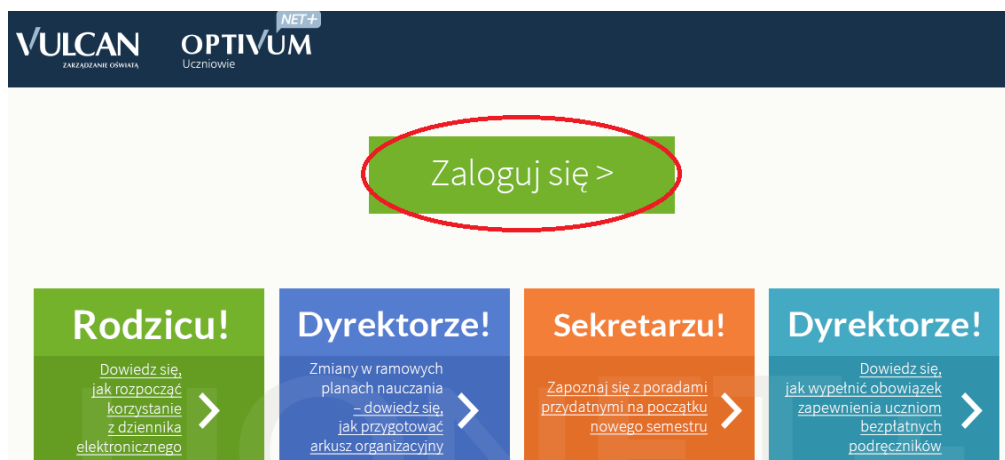 VULCAN
ZARZĄDZANIE OŚWIATĄ
OPTIVUM
NET+
Uczniowie
Zaloguj się >
Rodzicu!
Dowiedz się,
jak rozpocząć
korzystanie
z dziennika
elektronicznego
Dyrektorze!
Zmiany w ramowych
planach nauczania
– dowiedz się,
jak przygotować
arkusz organizacyjny
Sekretarzu!
Zapoznaj się z poradami
przydatnymi na początku
nowego semestru
Dyrektorze!
Dowiedz się,
jak wypełnić obowiązek
zapewnienia uczniom
bezpłatnych
podręczników